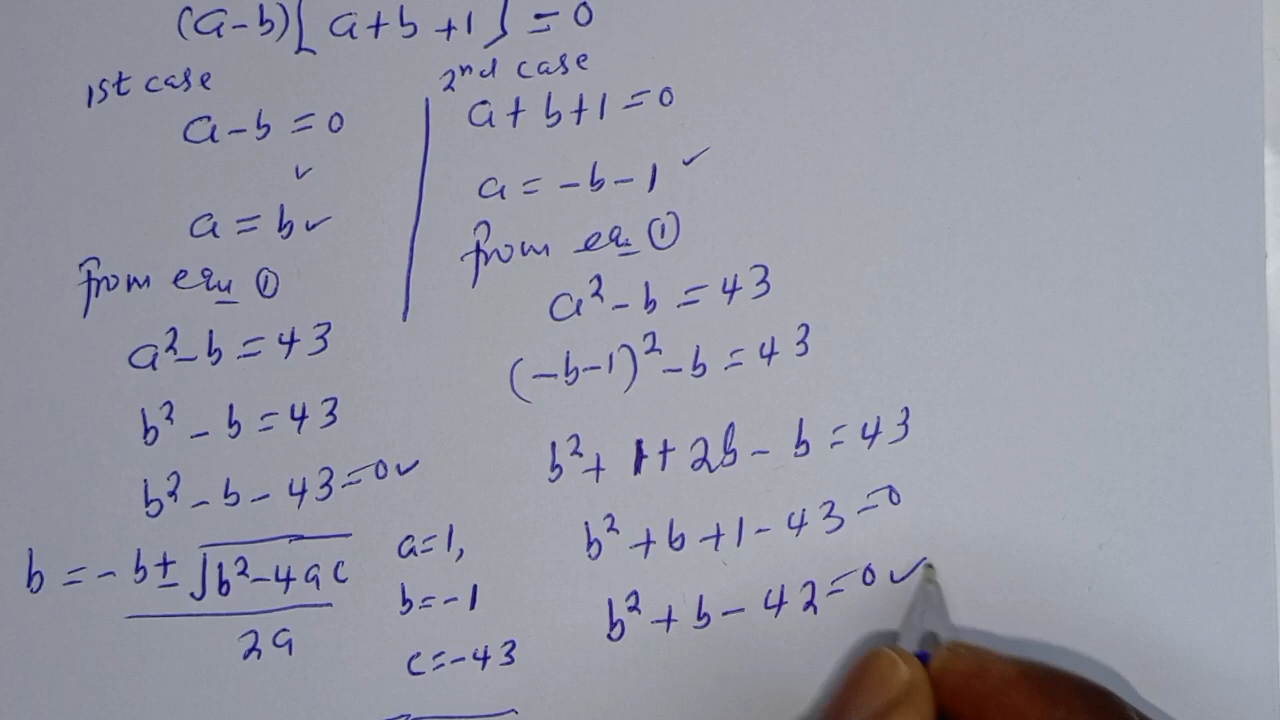 (a-b)[a+b+1]=0
1st case
a-b=0
✓
a=b✓
from eqn ①
a²-b=43
b²-b=43
b²-b-43=0✓
b=-b±√b²-4ac
2a
a=1,
b=-1
c=-43
2nd case
a+b+1=0
a=-b-1✓
from eq. ①
a²-b=43
(-b-1)²-b=43
b²+1+2b-b=43
b²+b+1-43=0
b²+b-42=0✓